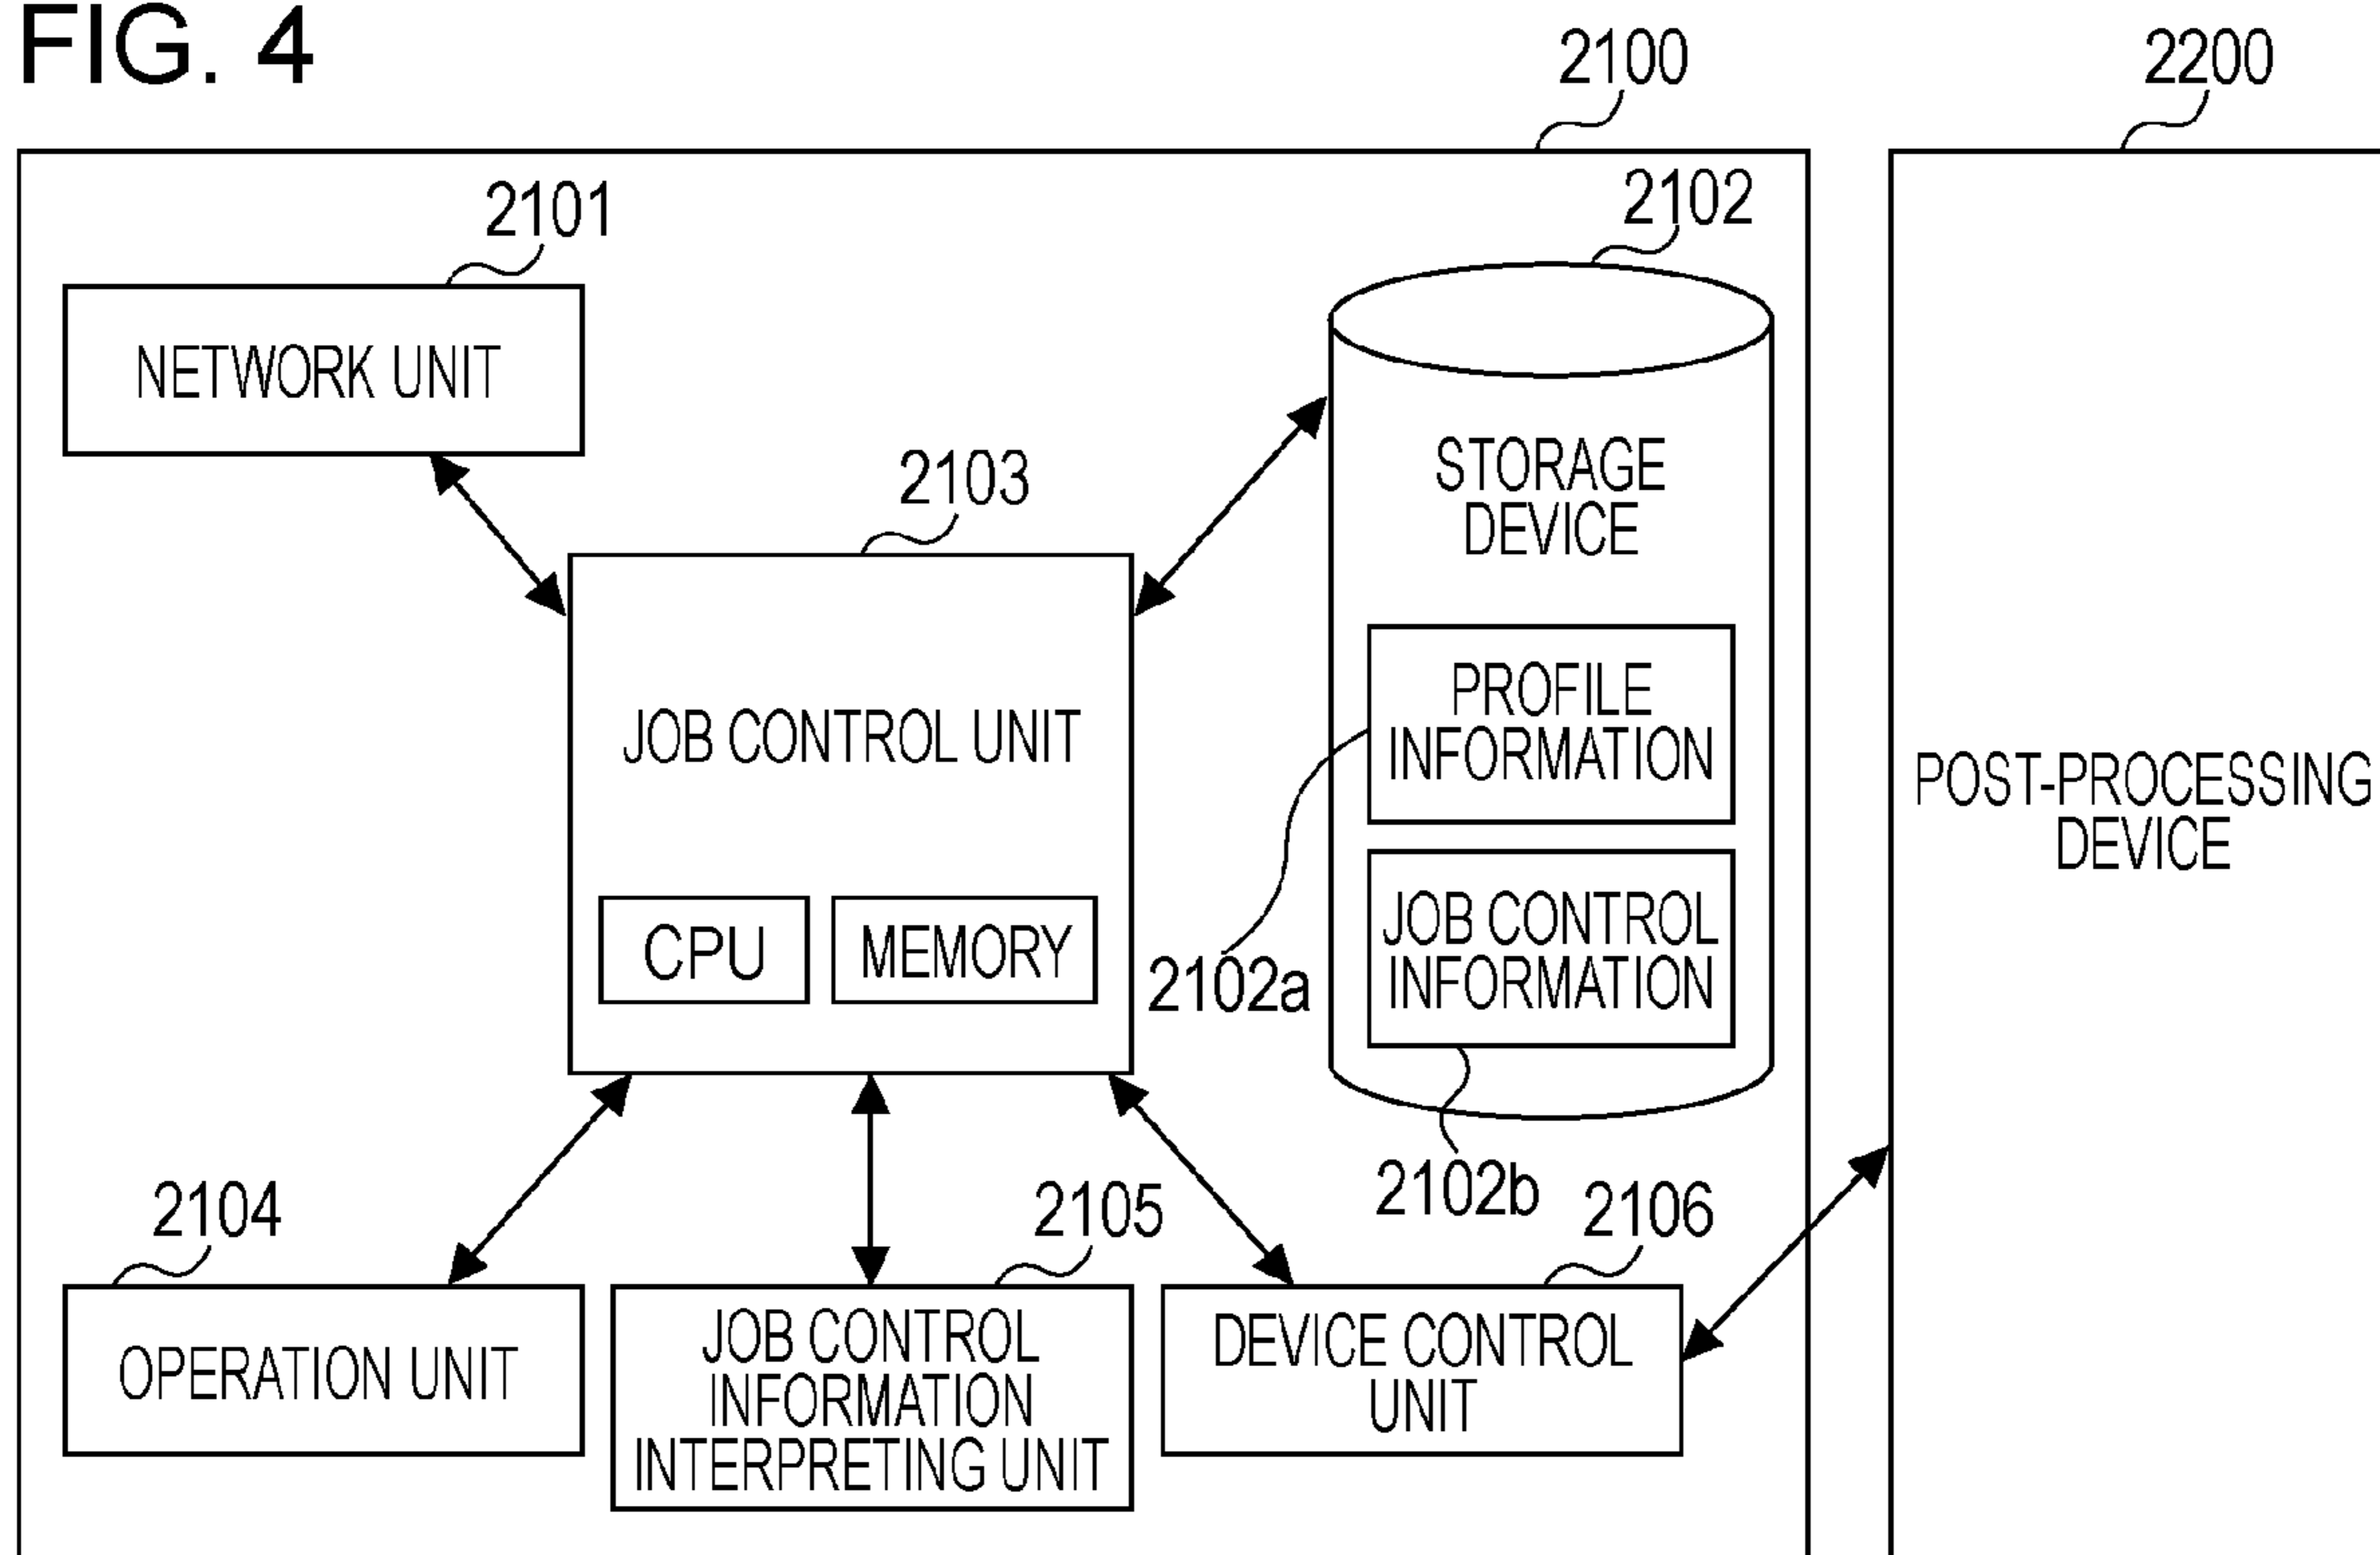 FIG. 4
2100
2200
2101
2102
NETWORK UNIT
2103
STORAGE
DEVICE
JOB CONTROL UNIT
PROFILE
INFORMATION
POST-PROCESSING
DEVICE
CPU
MEMORY
JOB CONTROL
INFORMATION
2102a
2102b
2104
2105
2106
OPERATION UNIT
JOB CONTROL
INFORMATION
INTERPRETING UNIT
DEVICE CONTROL
UNIT